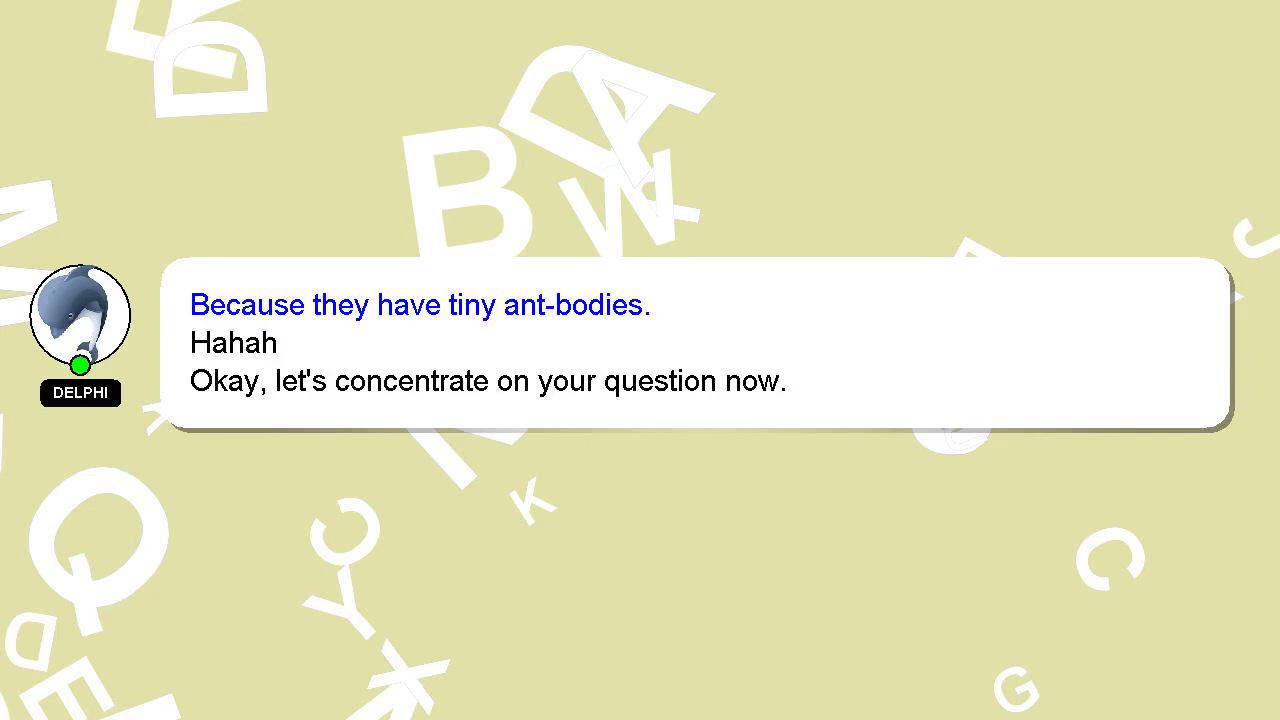 Because they have tiny ant-bodies.
Hahah
Okay, let's concentrate on your question now.
DELPHI